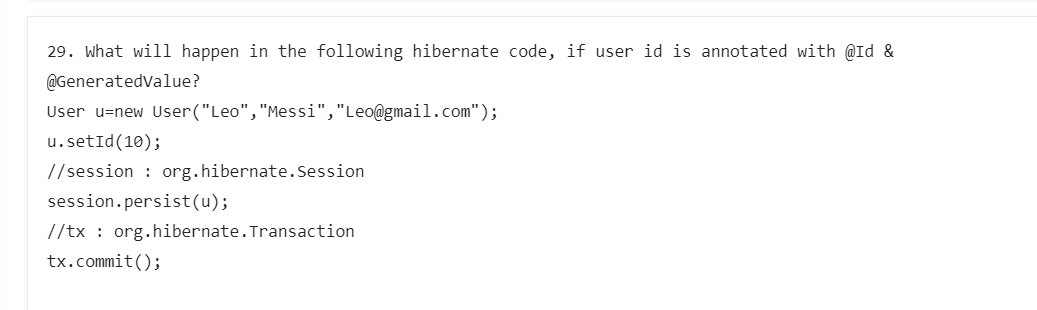 29. What will happen in the following hibernate code, if user id is annotated with @Id &
@GeneratedValue?
User u=new User("Leo","Messi","Leo@gmail.com");
u.setId(10);
//session : org.hibernate.Session
session.persist(u);
//tx : org.hibernate.Transaction
tx.commit();